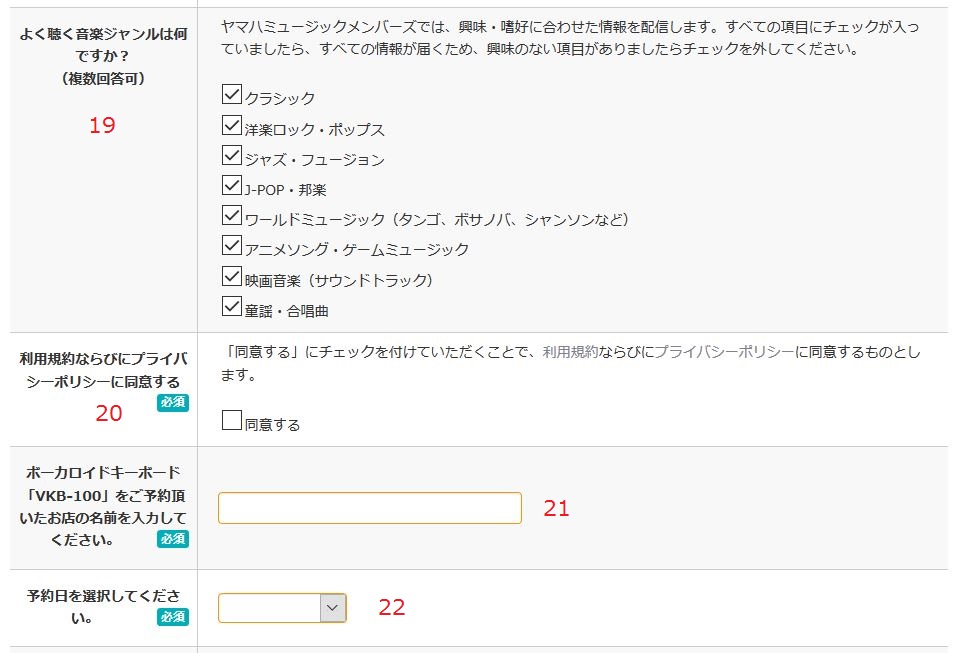 よく聴く音楽ジャンルは何
ですか？
（複数回答可）
19
ヤマハミュージックメンバーズでは、興味・嗜好に合わせた情報を配信します。すべての項目にチェックが入っ
ていましたら、すべての情報が届くため、興味のない項目がありましたらチェックを外してください。
クラシック
洋楽ロック・ポップス
ジャズ・フュージョン
J-POP・邦楽
ワールドミュージック（タンゴ、ボサノバ、シャンソンなど）
アニメソング・ゲームミュージック
映画音楽（サウンドトラック）
童謡・合唱曲
利用規約ならびにプライバ
シーポリシーに同意する
必須
20
「同意する」にチェックを付けていただくことで、利用規約ならびにプライバシーポリシーに同意するものとし
ます。
同意する
ボーカロイドキーボード
「VKB-100」をご予約頂
いたお店の名前を入力して
ください。 必須
21
予約日を選択してくださ
い。 必須
22